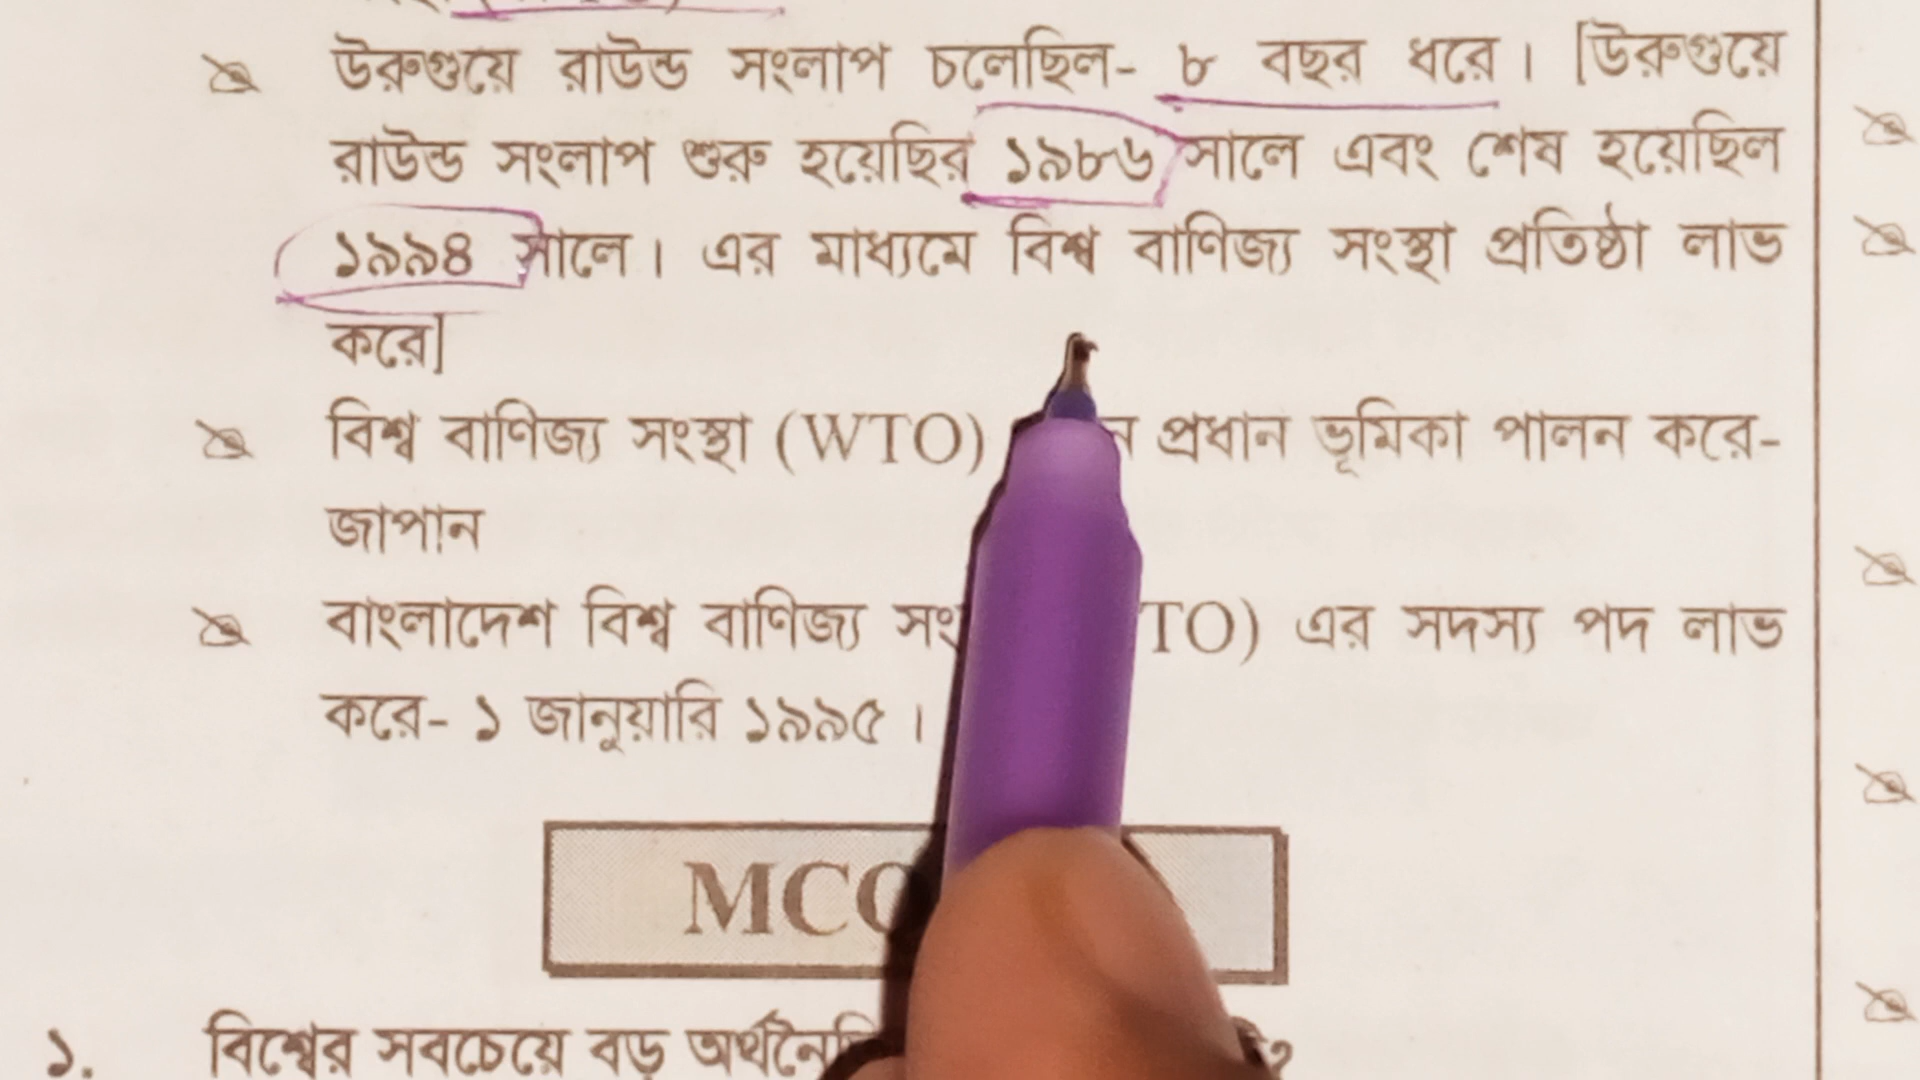 উরুগুয়ে রাউন্ড সংলাপ চলেছিল- ৮ বছর ধরে। [উরুগুয়ে
রাউন্ড সংলাপ শুরু হয়েছির ১৯৮৬ সালে এবং শেষ হয়েছিল
১৯৯৪ সালে। এর মাধ্যমে বিশ্ব বাণিজ্য সংস্থা প্রতিষ্ঠা লাভ
করে]
বিশ্ব বাণিজ্য সংস্থা (WTO) প্রধান ভূমিকা পালন করে-
জাপান
বাংলাদেশ বিশ্ব বাণিজ্য TO) এর সদস্য পদ লাভ
করে- ১ জানুয়ারি ১৯৯৫।
১. বিশ্বের সবচেয়ে বড়